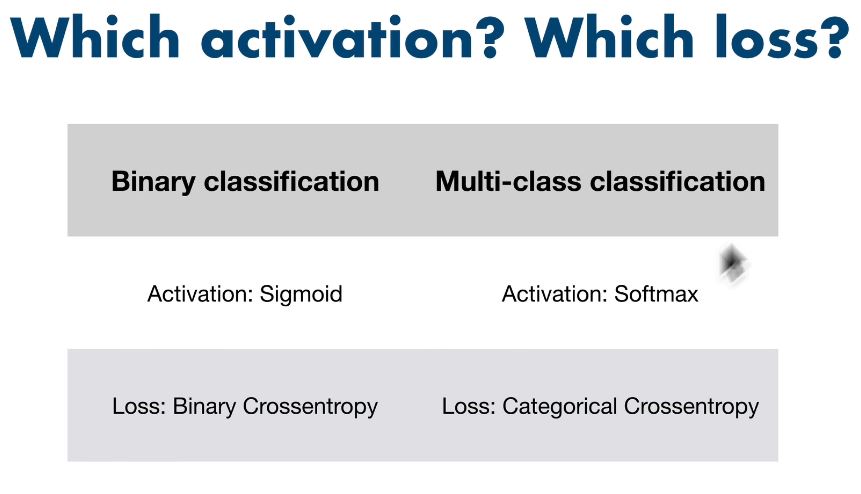 Which activation? Which loss?
Binary classification
Multi-class classification
Activation: Sigmoid
Activation: Softmax
Loss: Binary Crossentropy
Loss: Categorical Crossentropy